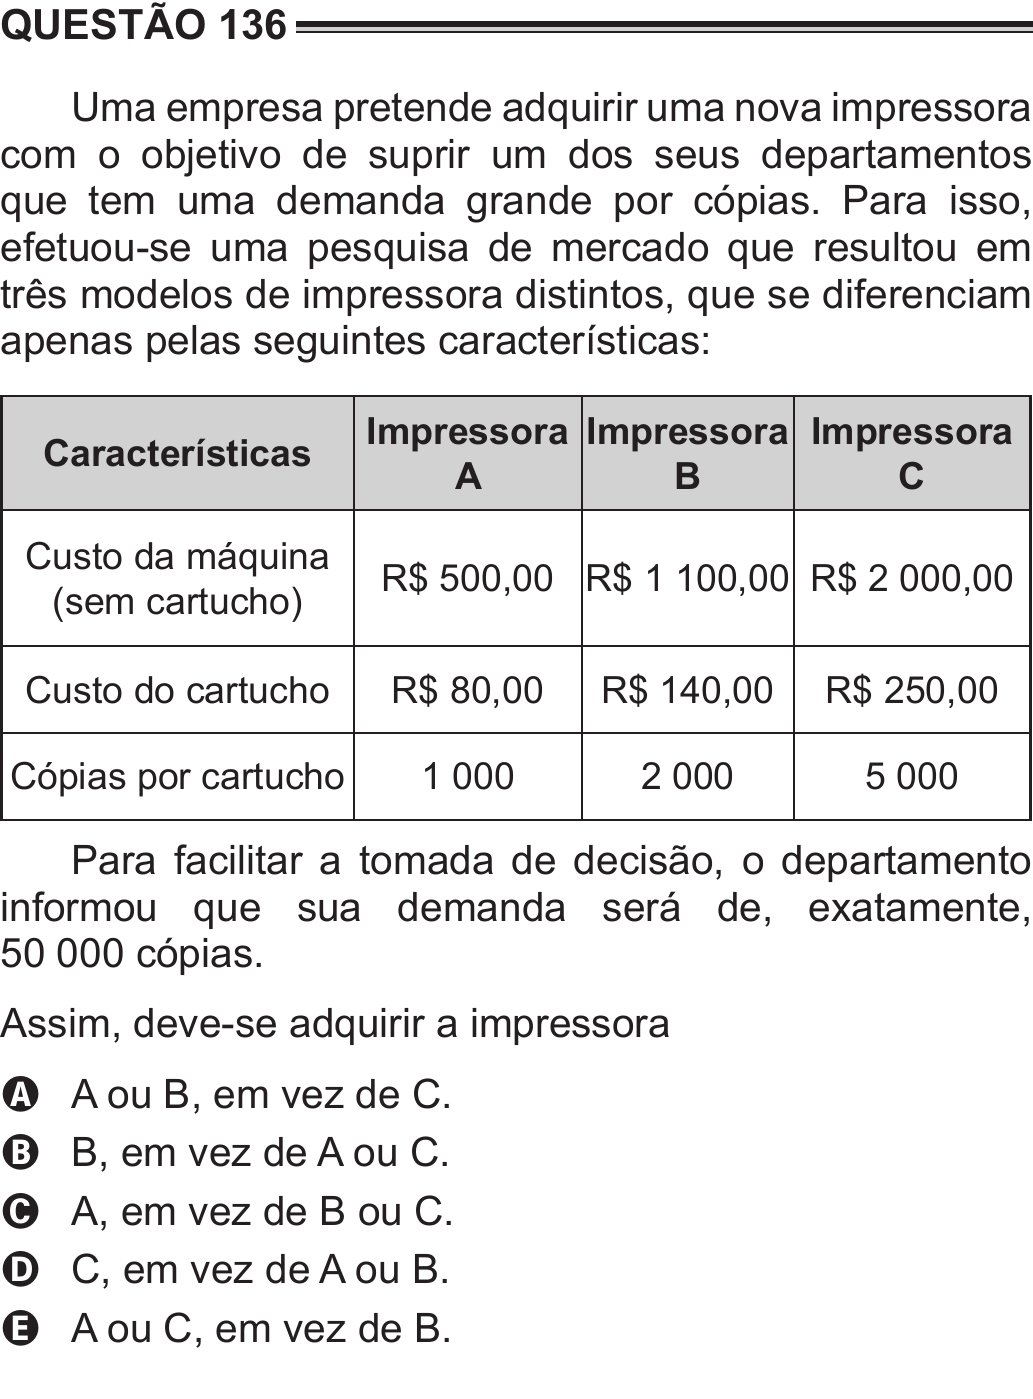 QUESTÃO 136
Uma empresa pretende adquirir uma nova impressora
com o objetivo de suprir um dos seus departamentos
que tem uma demanda grande por cópias. Para isso,
efetuou-se uma pesquisa de mercado que resultou em
três modelos de impressora distintos, que se diferenciam
apenas pelas seguintes características:
Características Impressora A Impressora B Impressora C
Custo da máquina (sem cartucho) R$ 500,00 R$ 1 100,00 R$ 2 000,00
Custo do cartucho R$ 80,00 R$ 140,00 R$ 250,00
Cópias por cartucho 1 000 2 000 5 000
Para facilitar a tomada de decisão, o departamento
informou que sua demanda será de, exatamente,
50 000 cópias.
Assim, deve-se adquirir a impressora
A A ou B, em vez de C.
B B, em vez de A ou C.
C A, em vez de B ou C.
D C, em vez de A ou B.
E A ou C, em vez de B.